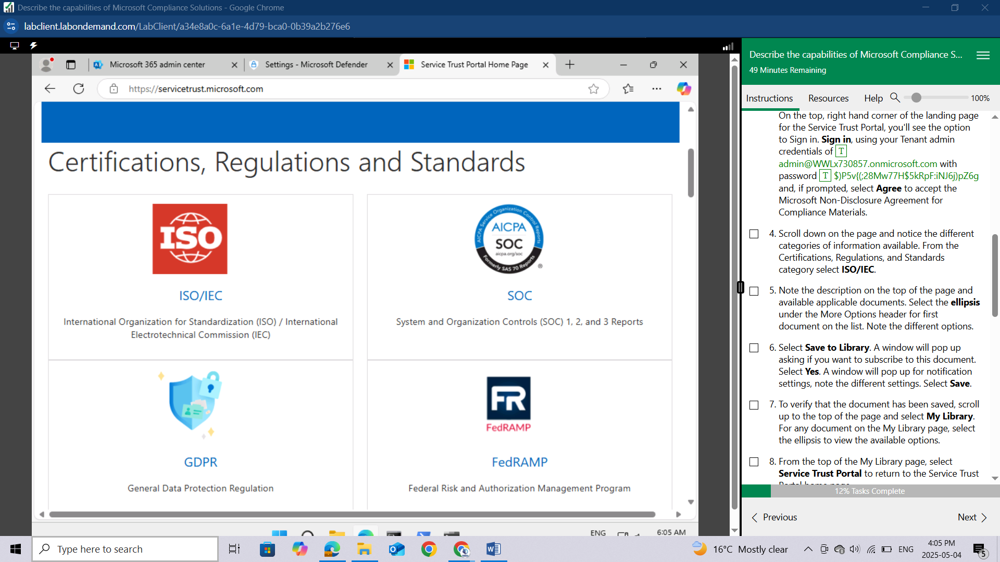 Describe the capabilities of Microsoft Compliance Solutions - Google Chrome
labclient.labondemand.com/LabClient/a34e8a0c-6a1e-4d79-bca0-0b39a2b276e6
Microsoft 365 admin center
Settings - Microsoft Defender
Service Trust Portal Home Page
https://servicetrust.microsoft.com
Certifications, Regulations and Standards
ISO
AICPA Service Organization Control Reports
AICPA
SOC
aicpa.org/soc
Formerly SAS 70 Reports
®
ISO/IEC
SOC
International Organization for Standardization (ISO) / International
Electrotechnical Commission (IEC)
System and Organization Controls (SOC) 1, 2, and 3 Reports
FR
FedRAMP
GDPR
FedRAMP
General Data Protection Regulation
Federal Risk and Authorization Management Program
ENG
6:05 AM
Describe the capabilities of Microsoft Compliance S...
49 Minutes Remaining
Instructions
Resources
Help
100%
On the top, right hand corner of the landing page
for the Service Trust Portal, you'll see the option
to Sign in. Sign in, using your Tenant admin
credentials of T
admin@WWLx730857.onmicrosoft.com with
password T $)P5v{(;28Mw77H$5kRpF:iNJ6j)pZ6g
and, if prompted, select Agree to accept the
Microsoft Non-Disclosure Agreement for
Compliance Materials.
4. Scroll down on the page and notice the different
categories of information available. From the
Certifications, Regulations, and Standards
category select ISO/IEC.
5. Note the description on the top of the page and
available applicable documents. Select the ellipsis
under the More Options header for first
document on the list. Note the different options.
6. Select Save to Library. A window will pop up
asking if you want to subscribe to this document.
Select Yes. A window will pop up for notification
settings, note the different settings. Select Save.
7. To verify that the document has been saved, scroll
up to the top of the page and select My Library.
For any document on the My Library page, select
the ellipsis to view the available options.
8. From the top of the My Library page, select
Service Trust Portal to return to the Service Trust
Portal home page
12% Tasks Complete
Previous
Next
Type here to search
16°C Mostly clear
ENG
4:05 PM
2025-05-04
5